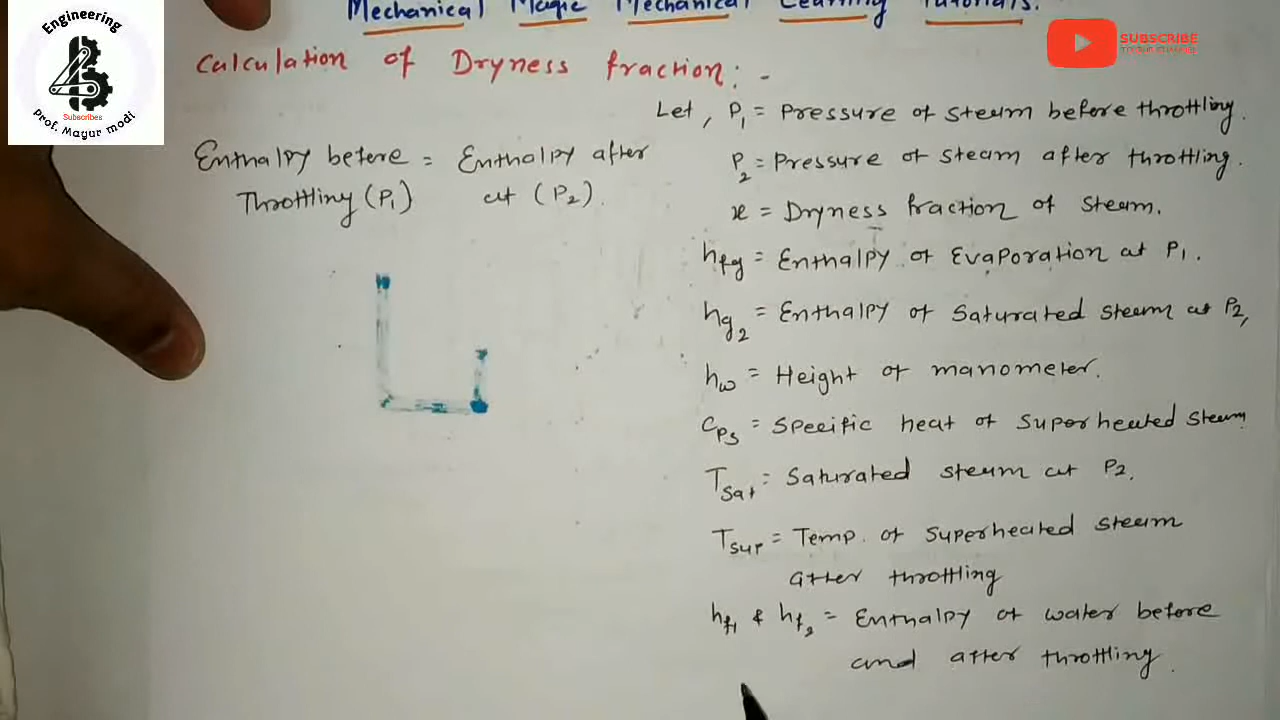 Mechanical Magic Mechanical Learning Tutorials.
Engineering
Subscribes
Prof. Mayur modi
SUBSCRIBE
Calculation of Dryness fraction:-
Enthalpy before = Enthalpy after
Throttling (P1) at (P2).
Let, P1 = Pressure of steam before throttling.
P2 = Pressure of steam after throttling.
x = Dryness fraction of steam.
hfg = Enthalpy of Evaporation at P1.
hg2 = Enthalpy of saturated steam at P2,
hw = Height of manometer.
CPs = Specific heat of superheated steam
Tsat = Saturated steam at P2.
Tsup = Temp. of superheated steam
after throttling
hf1 & hf2 = Enthalpy of water before
and after throttling.